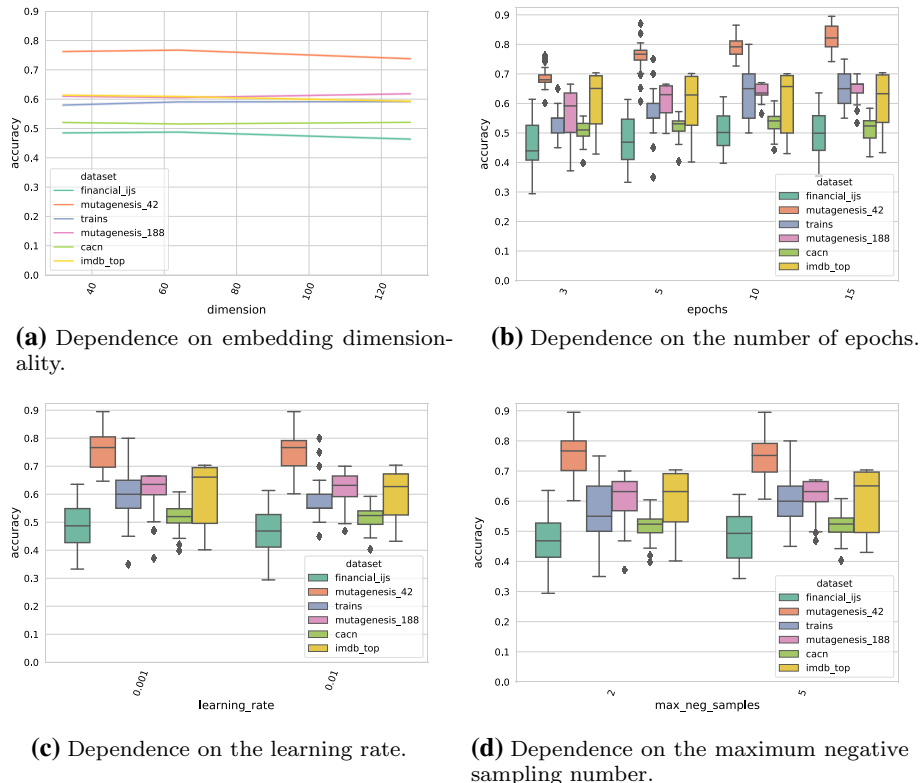 0.9
0.8
0.7
0.6
0.5
0.4
0.3
0.2
0.1
0.0
accuracy
dataset
financial_ijs
mutagenesis_42
trains
mutagenesis_188
cacn
imdb_top
40
60
80
100
120
dimension
(a) Dependence on embedding dimension-
ality.
0.9
0.8
0.7
0.6
0.5
0.4
0.3
0.2
0.1
0.0
accuracy
dataset
financial_ijs
mutagenesis_42
trains
mutagenesis_188
cacn
imdb_top
3
5
10
15
epochs
(b) Dependence on the number of epochs.
0.9
0.8
0.7
0.6
0.5
0.4
0.3
0.2
0.1
0.0
accuracy
dataset
financial_ijs
mutagenesis_42
trains
mutagenesis_188
cacn
imdb_top
0.001
0.01
learning_rate
(c) Dependence on the learning rate.
0.9
0.8
0.7
0.6
0.5
0.4
0.3
0.2
0.1
0.0
accuracy
dataset
financial_ijs
mutagenesis_42
trains
mutagenesis_188
cacn
imdb_top
2
5
max_neg_samples
(d) Dependence on the maximum negative
sampling number.